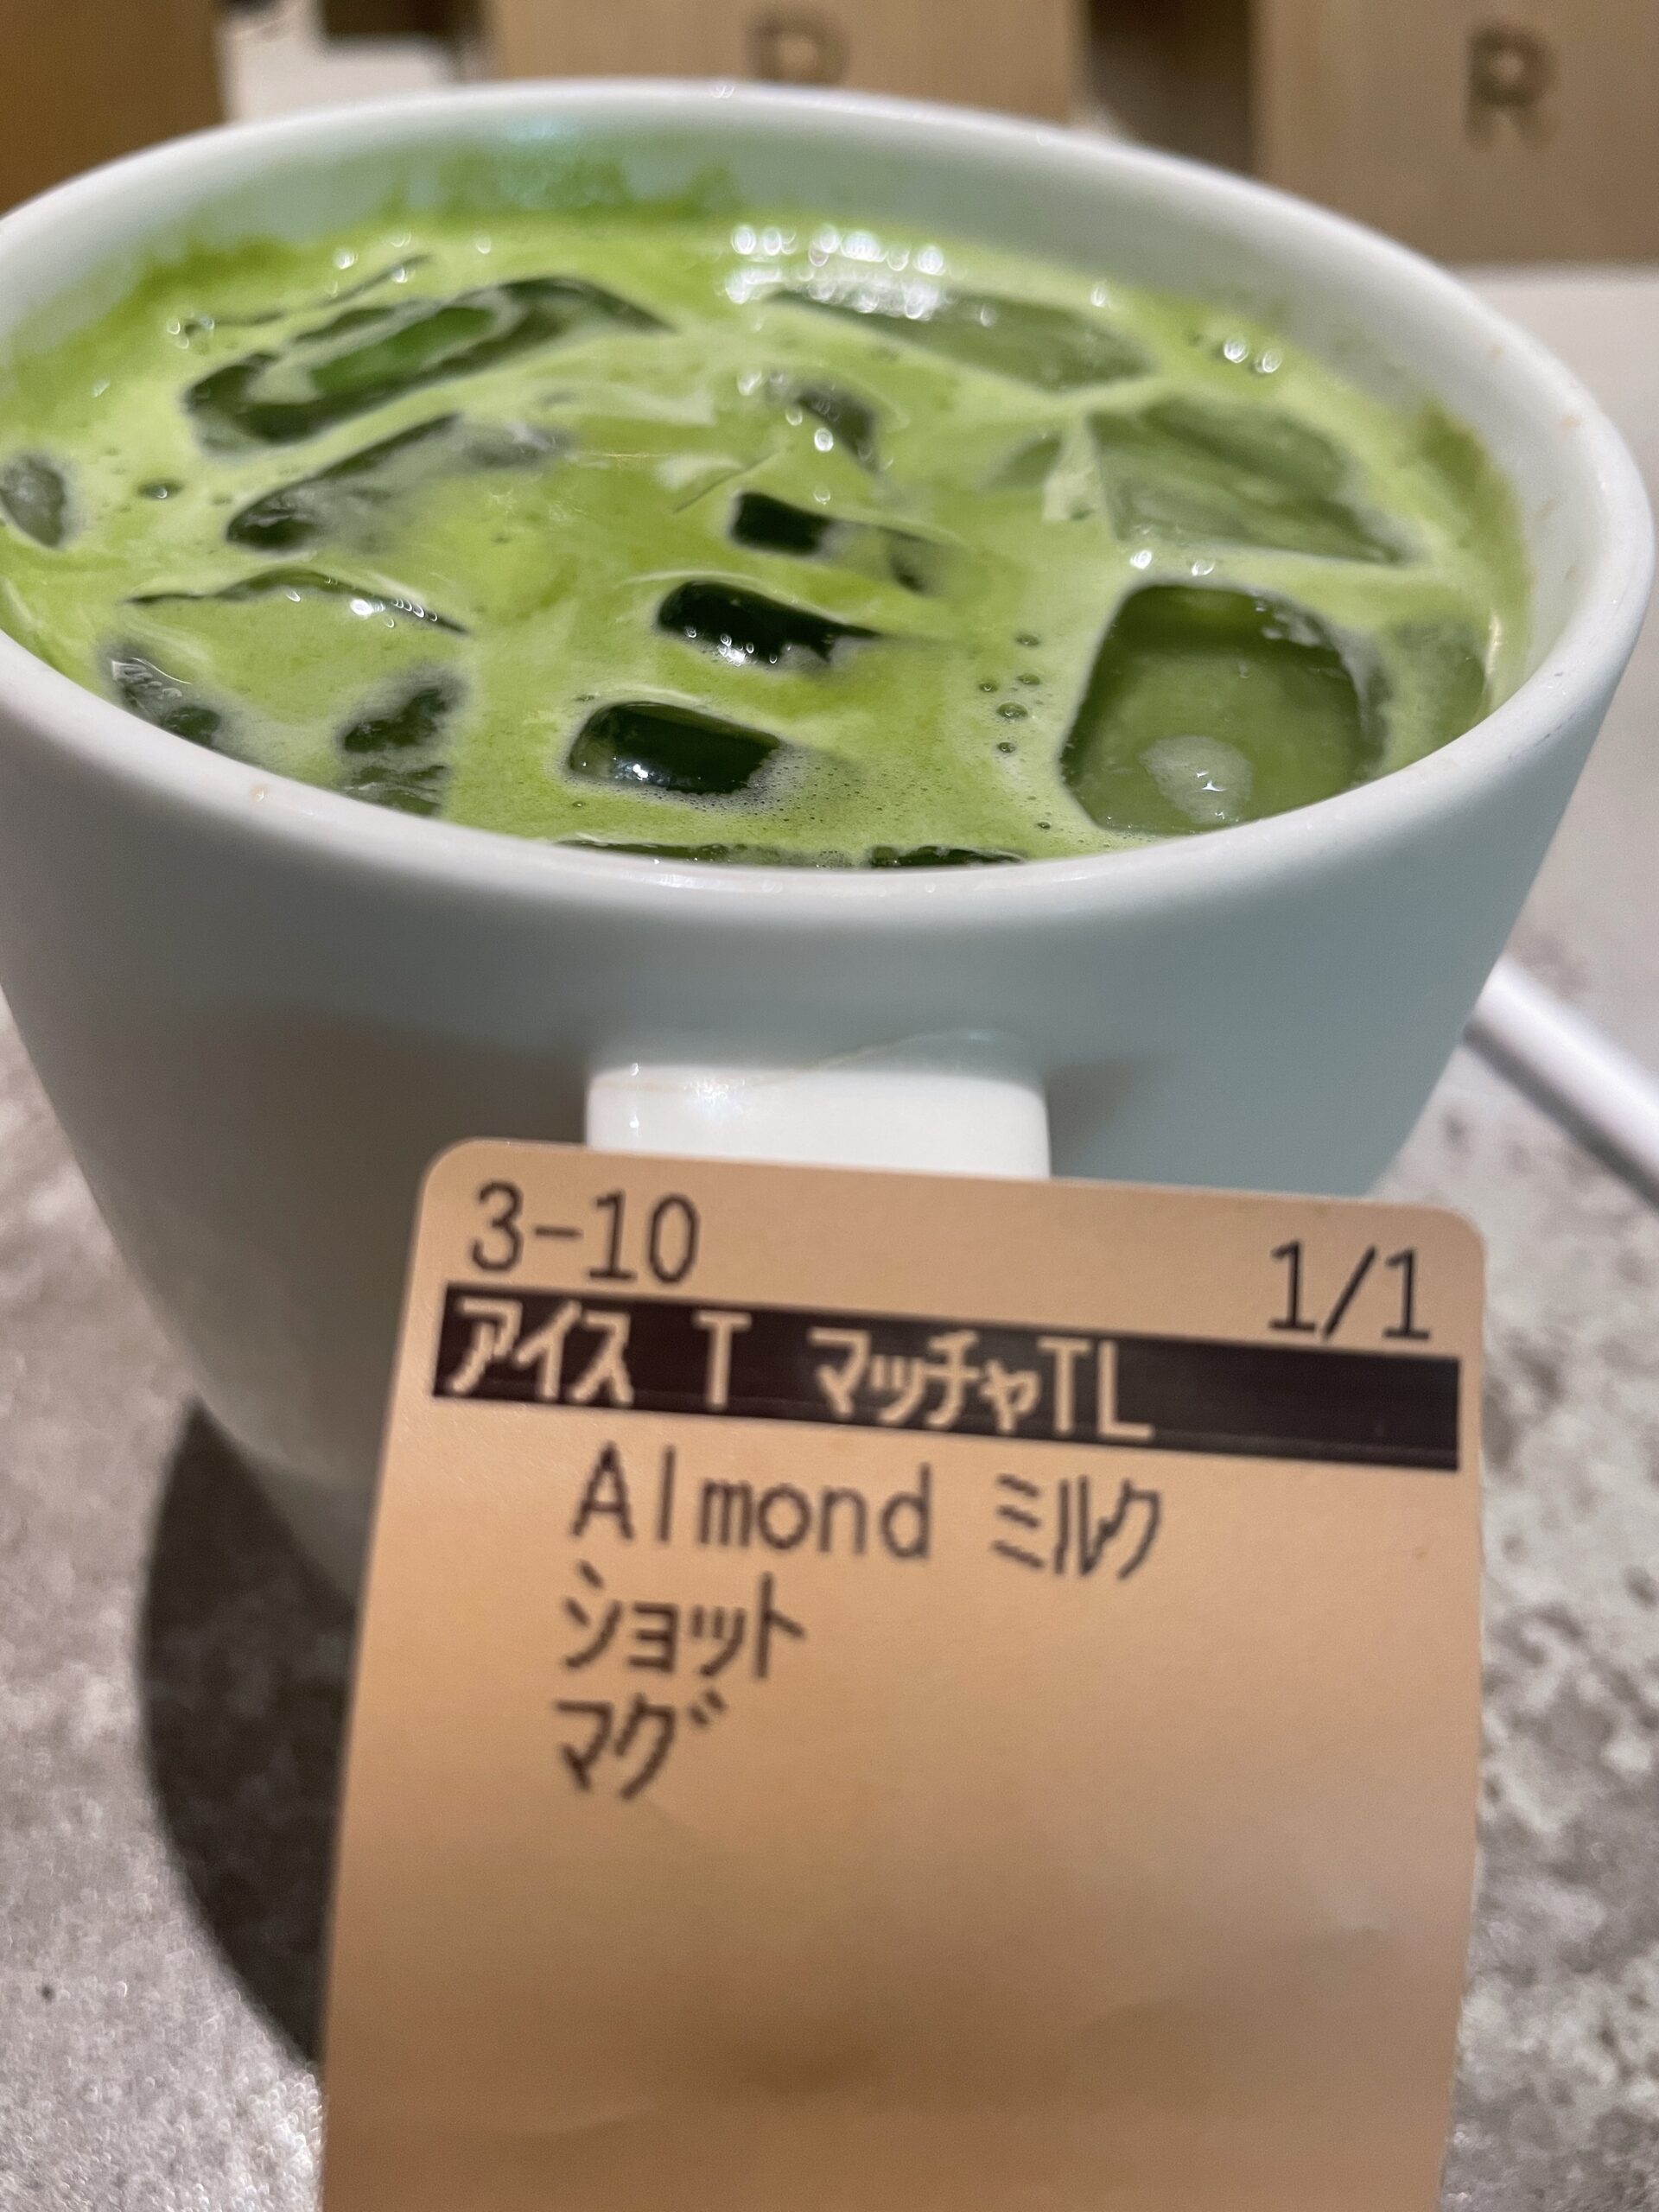 R
R
3-10 1/1
アイス T マッチャTL
Almond ミルク
ショット
マグ